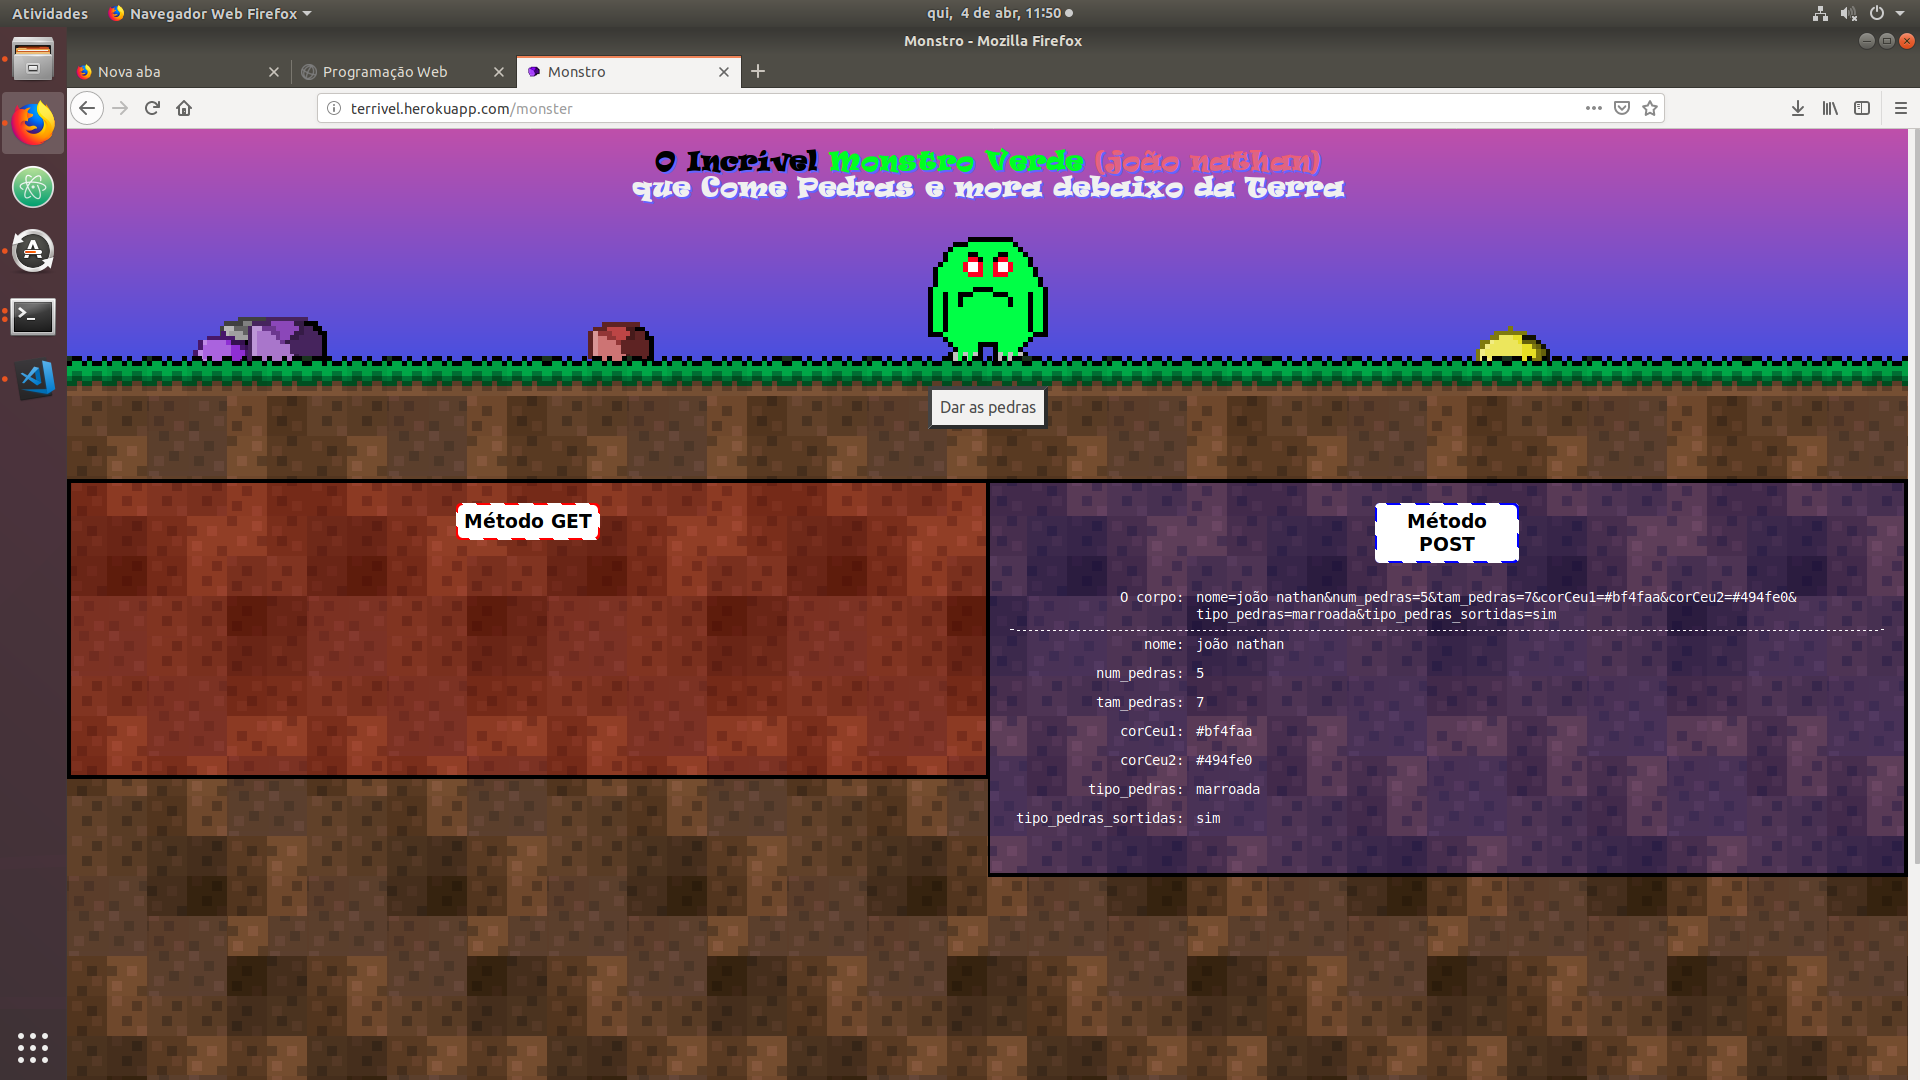 Atividades
Navegador Web Firefox
qui, 4 de abr, 11:50
Monstro - Mozilla Firefox
Nova aba
Programação Web
Monstro
terrivel.herokuapp.com/monster
O Incrível Monstro Verde (joão nathan)
que Come Pedras e mora debaixo da Terra
Dar as pedras
Método GET
Método
POST
O corpo: nome=joão nathan&num_pedras=5&tam_pedras=7&corCeu1=#bf4faa&corCeu2=#494fe0&
tipo_pedras=marroada&tipo_pedras_sortidas=sim
nome: joão nathan
num_pedras: 5
tam_pedras: 7
corCeu1: #bf4faa
corCeu2: #494fe0
tipo_pedras: marroada
tipo_pedras_sortidas: sim